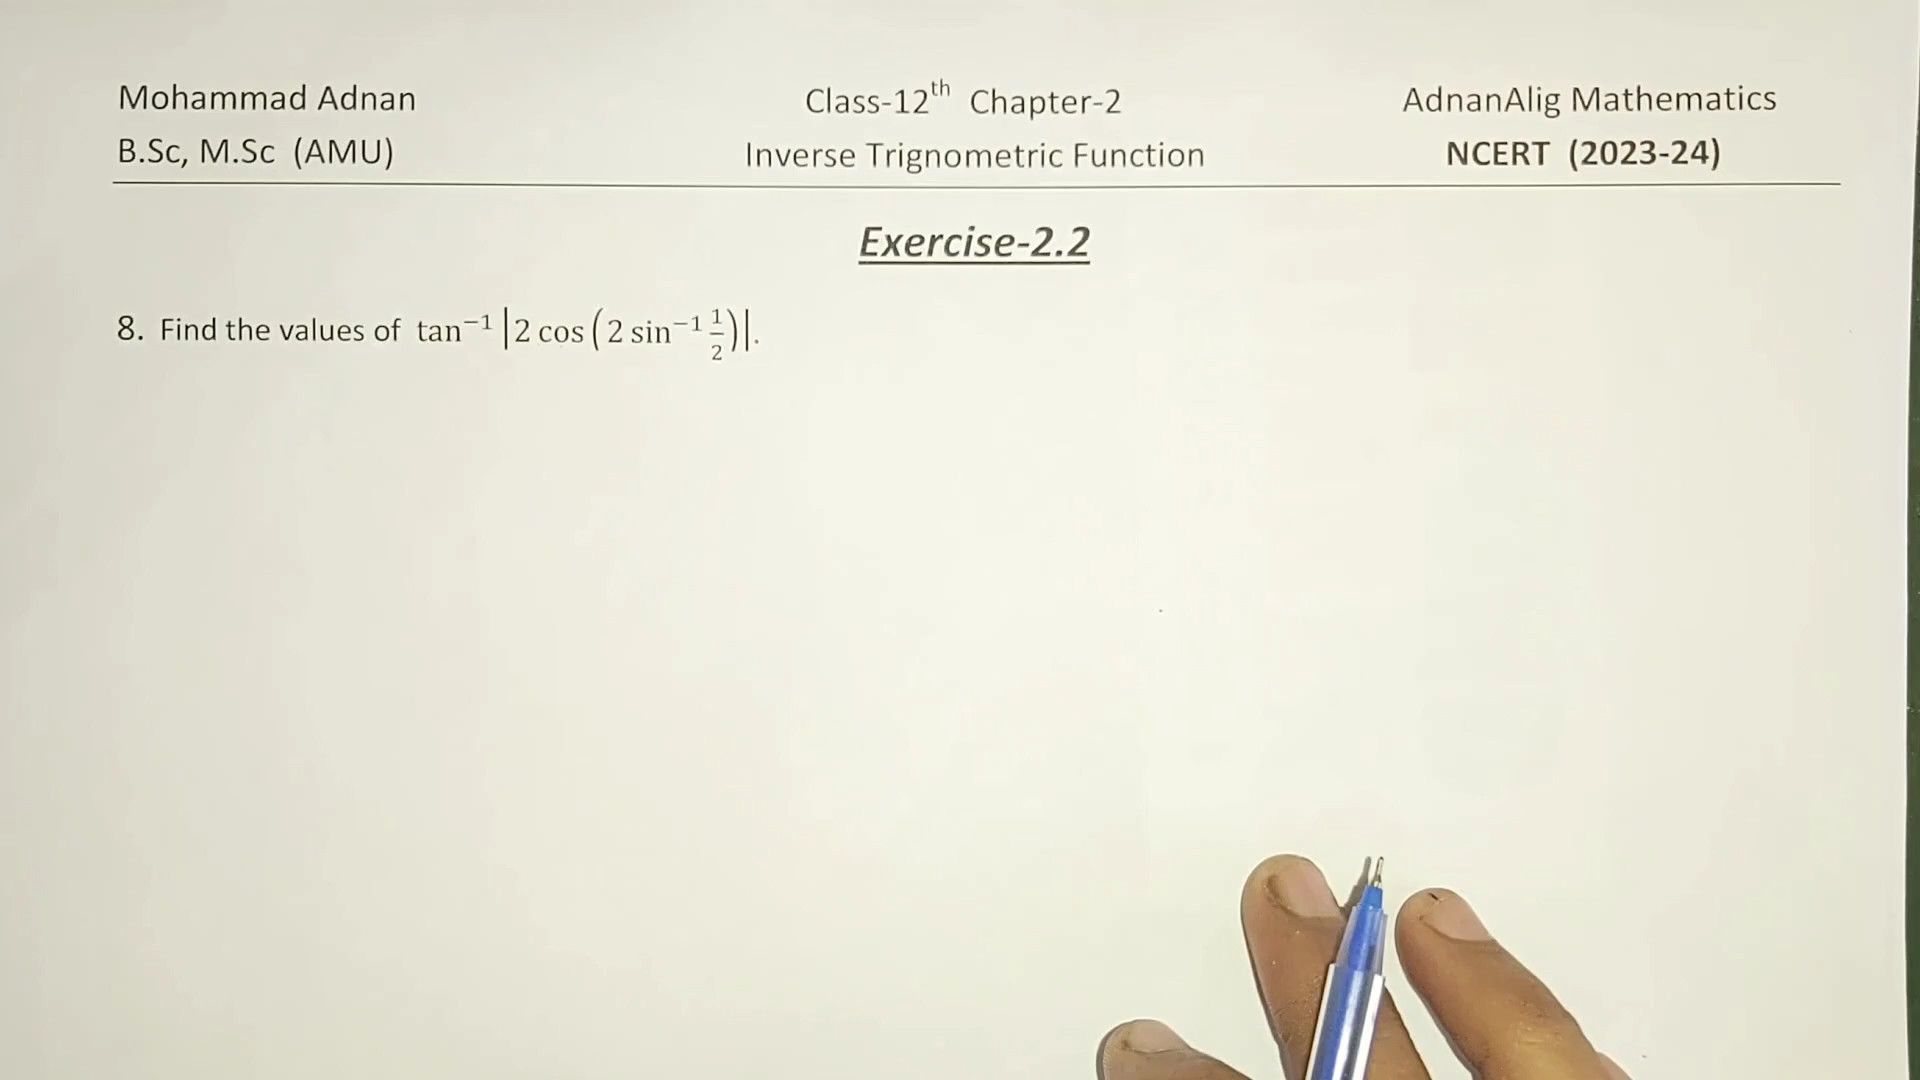 Mohammad Adnan
B.Sc, M.Sc (AMU)
Class-12th Chapter-2
Inverse Trignometric Function
AdnanAlig Mathematics
NCERT (2023-24)
Exercise-2.2
8. Find the values of tan⁻¹ |2 cos (2 sin⁻¹ 1/2)|.